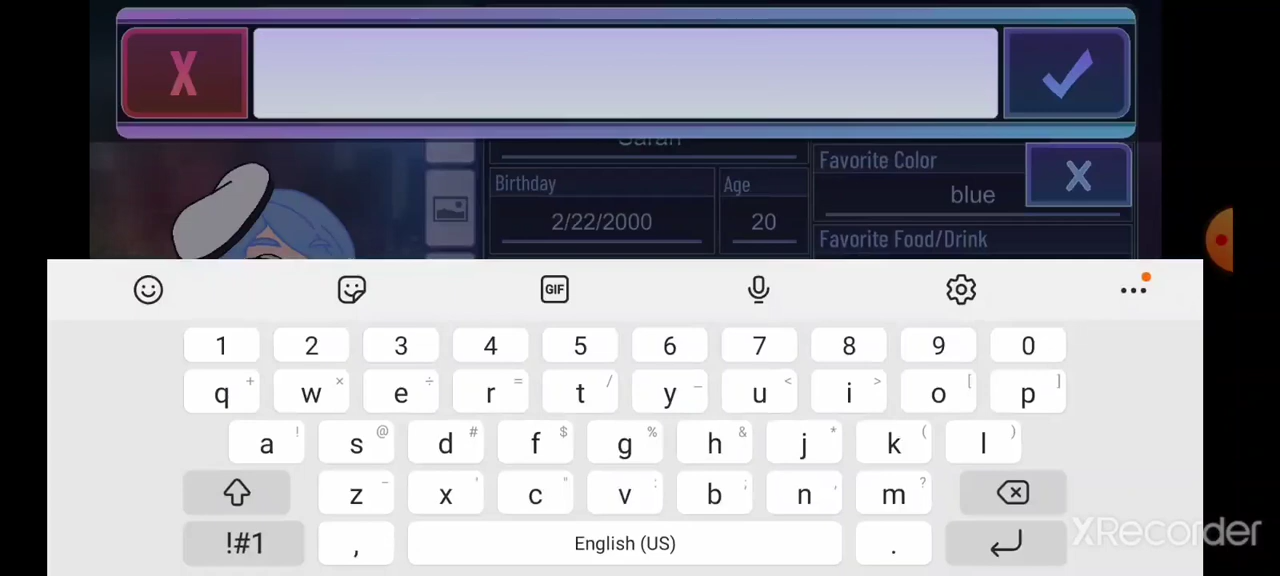 X
Sarah
Favorite Color
X
Birthday
Age
blue
2/22/2000
20
Favorite Food/Drink
GIF
1 2 3 4 5 6 7 8 9 0
q + w × e ÷ r = t / y _ u < i > o [ p ]
a ! s @ d # f $ g % h & j * k ( l )
z - x ' c " v : b ; n , m ?
!#1 , English (US) .
XRecorder